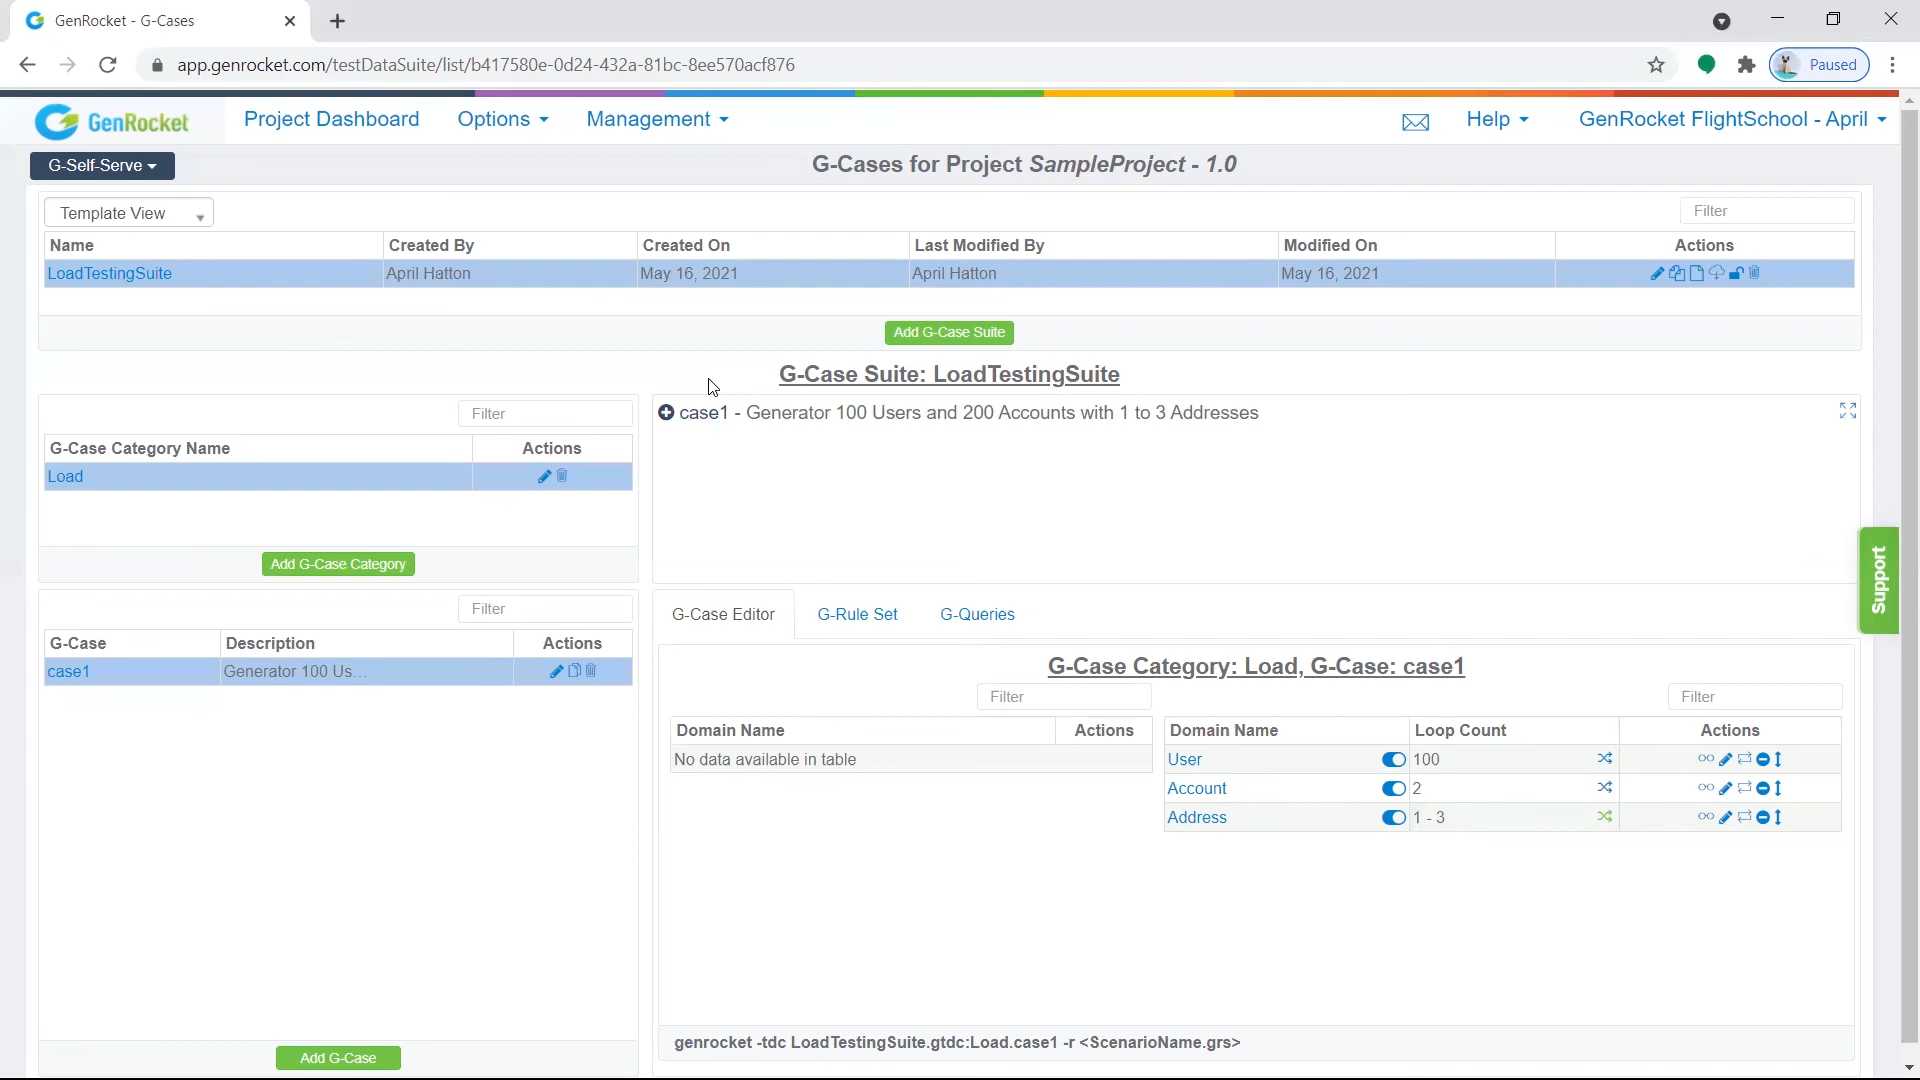 GenRocket - G-Cases
app.genrocket.com/testDataSuite/list/b417580e-0d24-432a-81bc-8ee570acf876
Paused
GenRocket
Project Dashboard
Options
Management
Help
GenRocket FlightSchool - April
G-Self-Serve
G-Cases for Project SampleProject - 1.0
Template View
Filter
Name Created By Created On Last Modified By Modified On Actions
LoadTestingSuite April Hatton May 16, 2021 April Hatton May 16, 2021
Add G-Case Suite
G-Case Suite: LoadTestingSuite
Filter
G-Case Category Name Actions
Load
Add G-Case Category
case1 - Generator 100 Users and 200 Accounts with 1 to 3 Addresses
Support
Filter
G-Case Description Actions
case1 Generator 100 Us...
Add G-Case
G-Case Editor G-Rule Set G-Queries
G-Case Category: Load, G-Case: case1
Filter
Domain Name Actions
No data available in table
Filter
Domain Name Loop Count Actions
User 100
Account 2
Address 1 - 3
genrocket -tdc LoadTestingSuite.gtdc:Load.case1 -r <ScenarioName.grs>